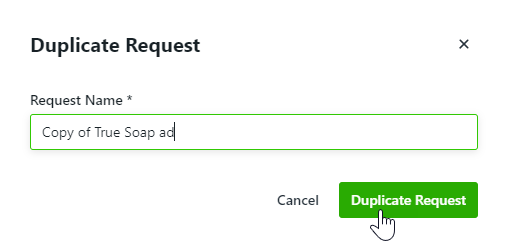 Duplicate Request
Request Name *
Copy of True Soap ad
Cancel
Duplicate Request